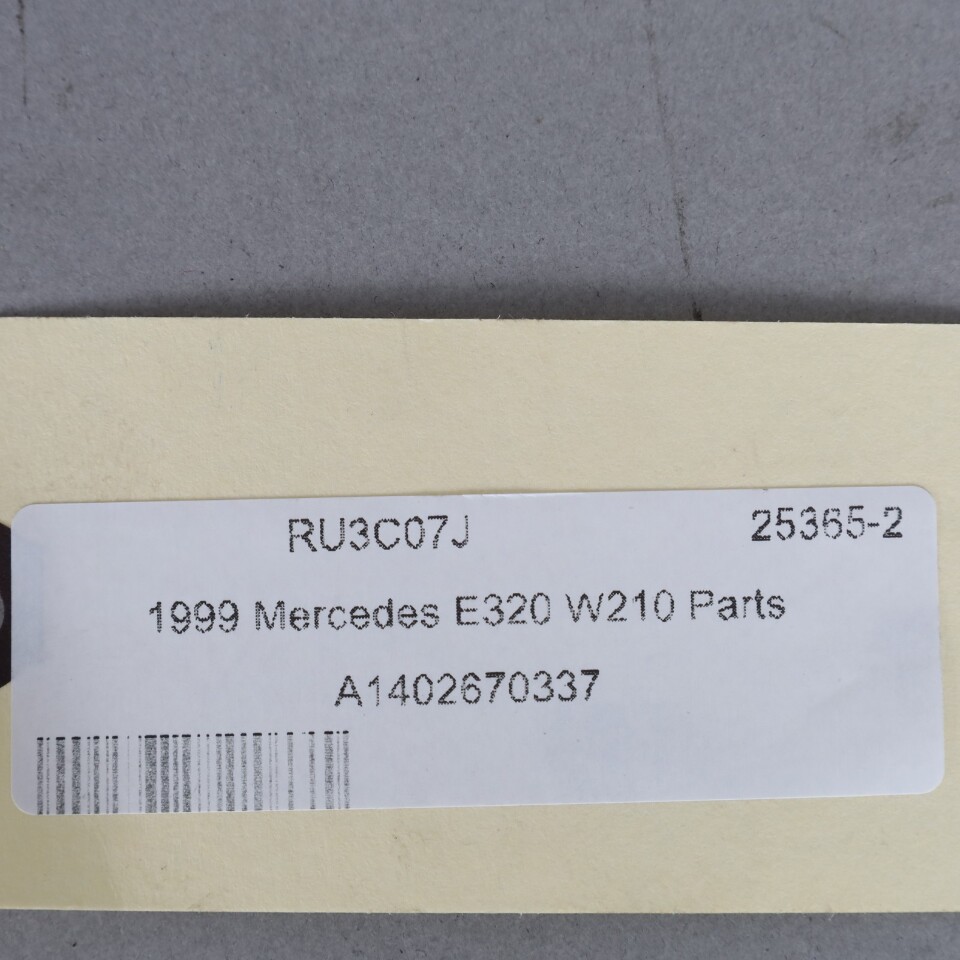 RU3C07J 25365-2
1999 Mercedes E320 W210 Parts
A1402670337